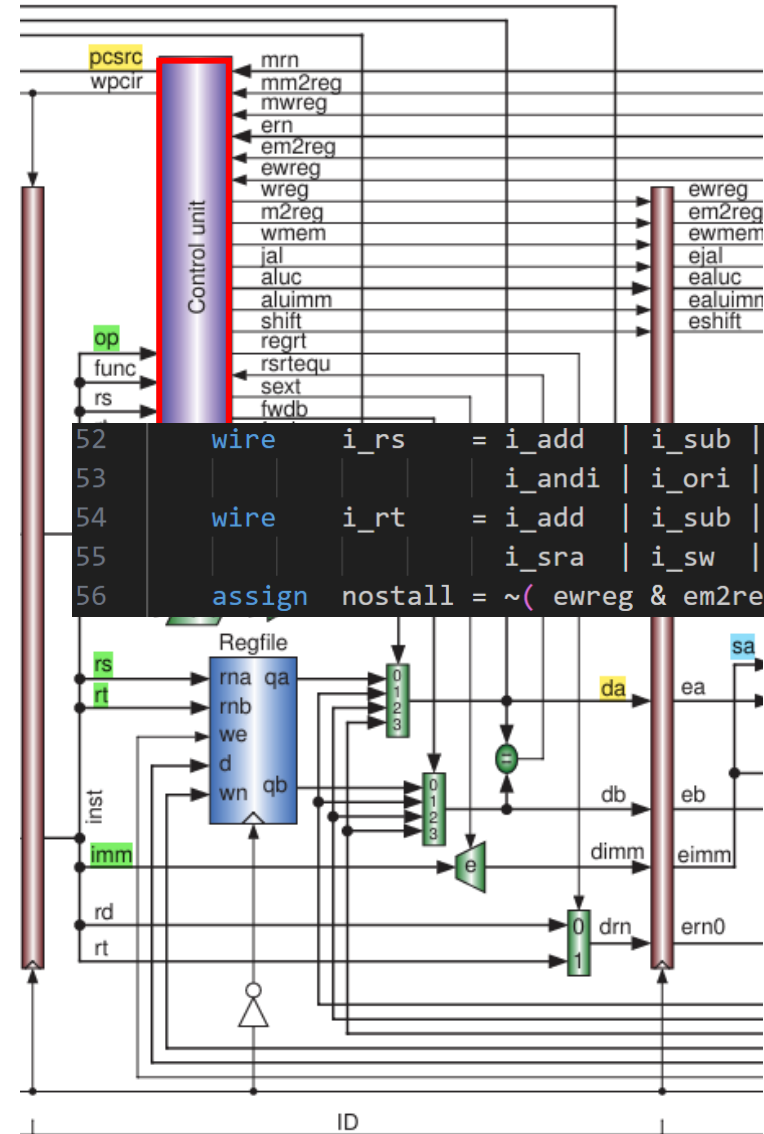 pcsrc
wpcir
mrn
mm2reg
mwreg
ern
em2reg
ewreg
wreg
m2reg
wmem
jal
aluc
aluimm
shift
regrt
rsrtequ
sext
fwdb
Control unit
op
func
rs
ewreg
em2reg
ewmem
ejal
ealuc
ealuimm
eshift
52 wire i_rs = i_add | i_sub |
53 i_andi | i_ori |
54 wire i_rt = i_add | i_sub |
55 i_sra | i_sw |
56 assign nostall = ~( ewreg & em2re
Regfile
rs
rt
rna qa
rnb
we
d
wn qb
inst
imm
rd
rt
0
1
2
3
0
1
2
3
=
e
0
1
sa
da
ea
db
eb
dimm
eimm
drn
ern0
ID